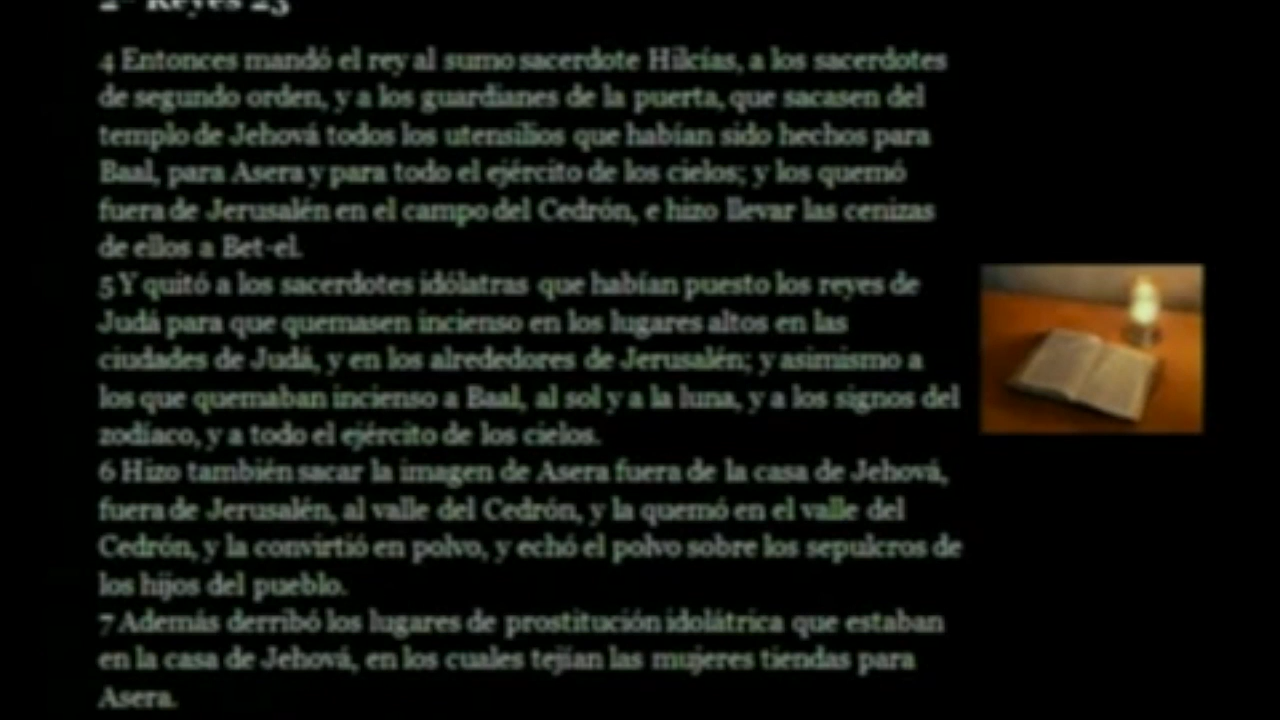 2º Reyes 23
4 Entonces mandó el rey al sumo sacerdote Hilcías, a los sacerdotes
de segundo orden, y a los guardianes de la puerta, que sacasen del
templo de Jehová todos los utensilios que habían sido hechos para
Baal, para Asera y para todo el ejército de los cielos; y los quemó
fuera de Jerusalén en el campo del Cedrón, e hizo llevar las cenizas
de ellos a Bet-el.
5 Y quitó a los sacerdotes idólatras que habían puesto los reyes de
Judá para que quemasen incienso en los lugares altos en las
ciudades de Judá, y en los alrededores de Jerusalén; y asimismo a
los que quemaban incienso a Baal, al sol y a la luna, y a los signos del
zodíaco, y a todo el ejército de los cielos.
6 Hizo también sacar la imagen de Asera fuera de la casa de Jehová,
fuera de Jerusalén, al valle del Cedrón, y la quemó en el valle del
Cedrón, y la convirtió en polvo, y echó el polvo sobre los sepulcros de
los hijos del pueblo.
7 Además derribó los lugares de prostitución idolátrica que estaban
en la casa de Jehová, en los cuales tejían las mujeres tiendas para
Asera.